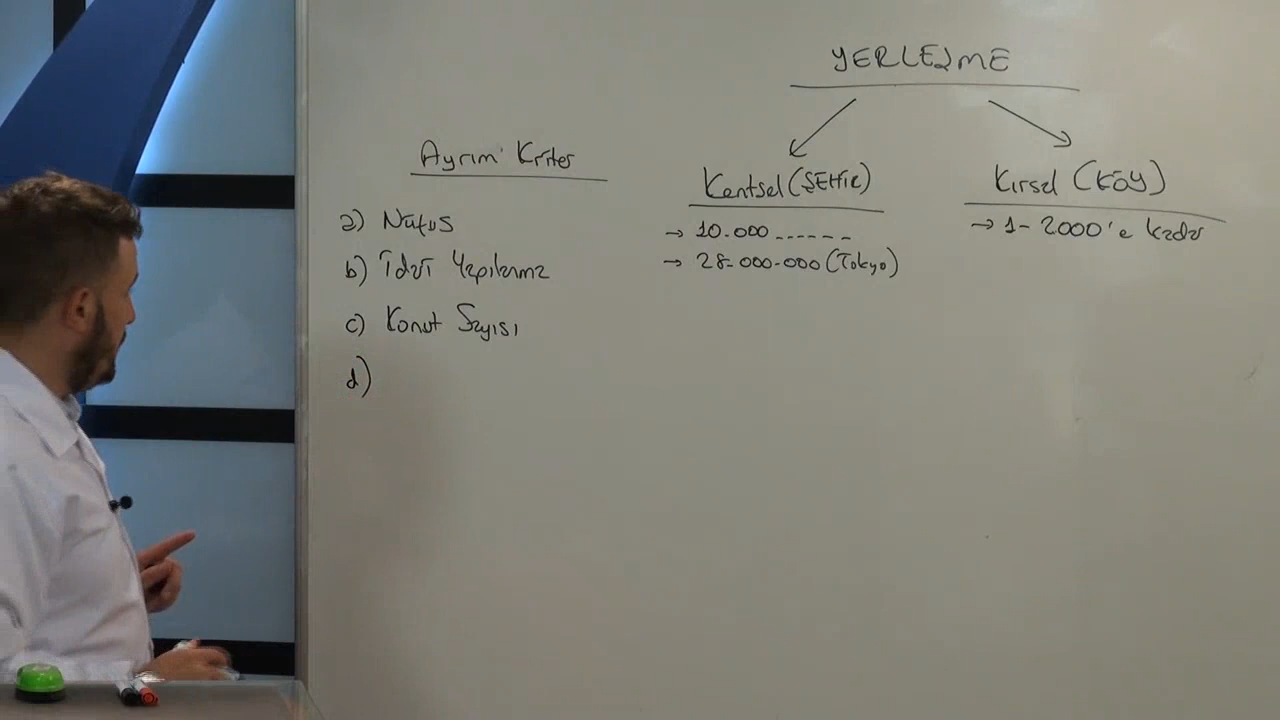 YERLEŞME
Ayrım Kriter
Kentsel (ŞEHİR)
Kırsal (KÖY)
a) Nüfus
→ 10.000 ------
→ 1-2000'e kadar
b) İdari Yapılanma
→ 28.000.000 (Tokyo)
c) Konut Sayısı
d)